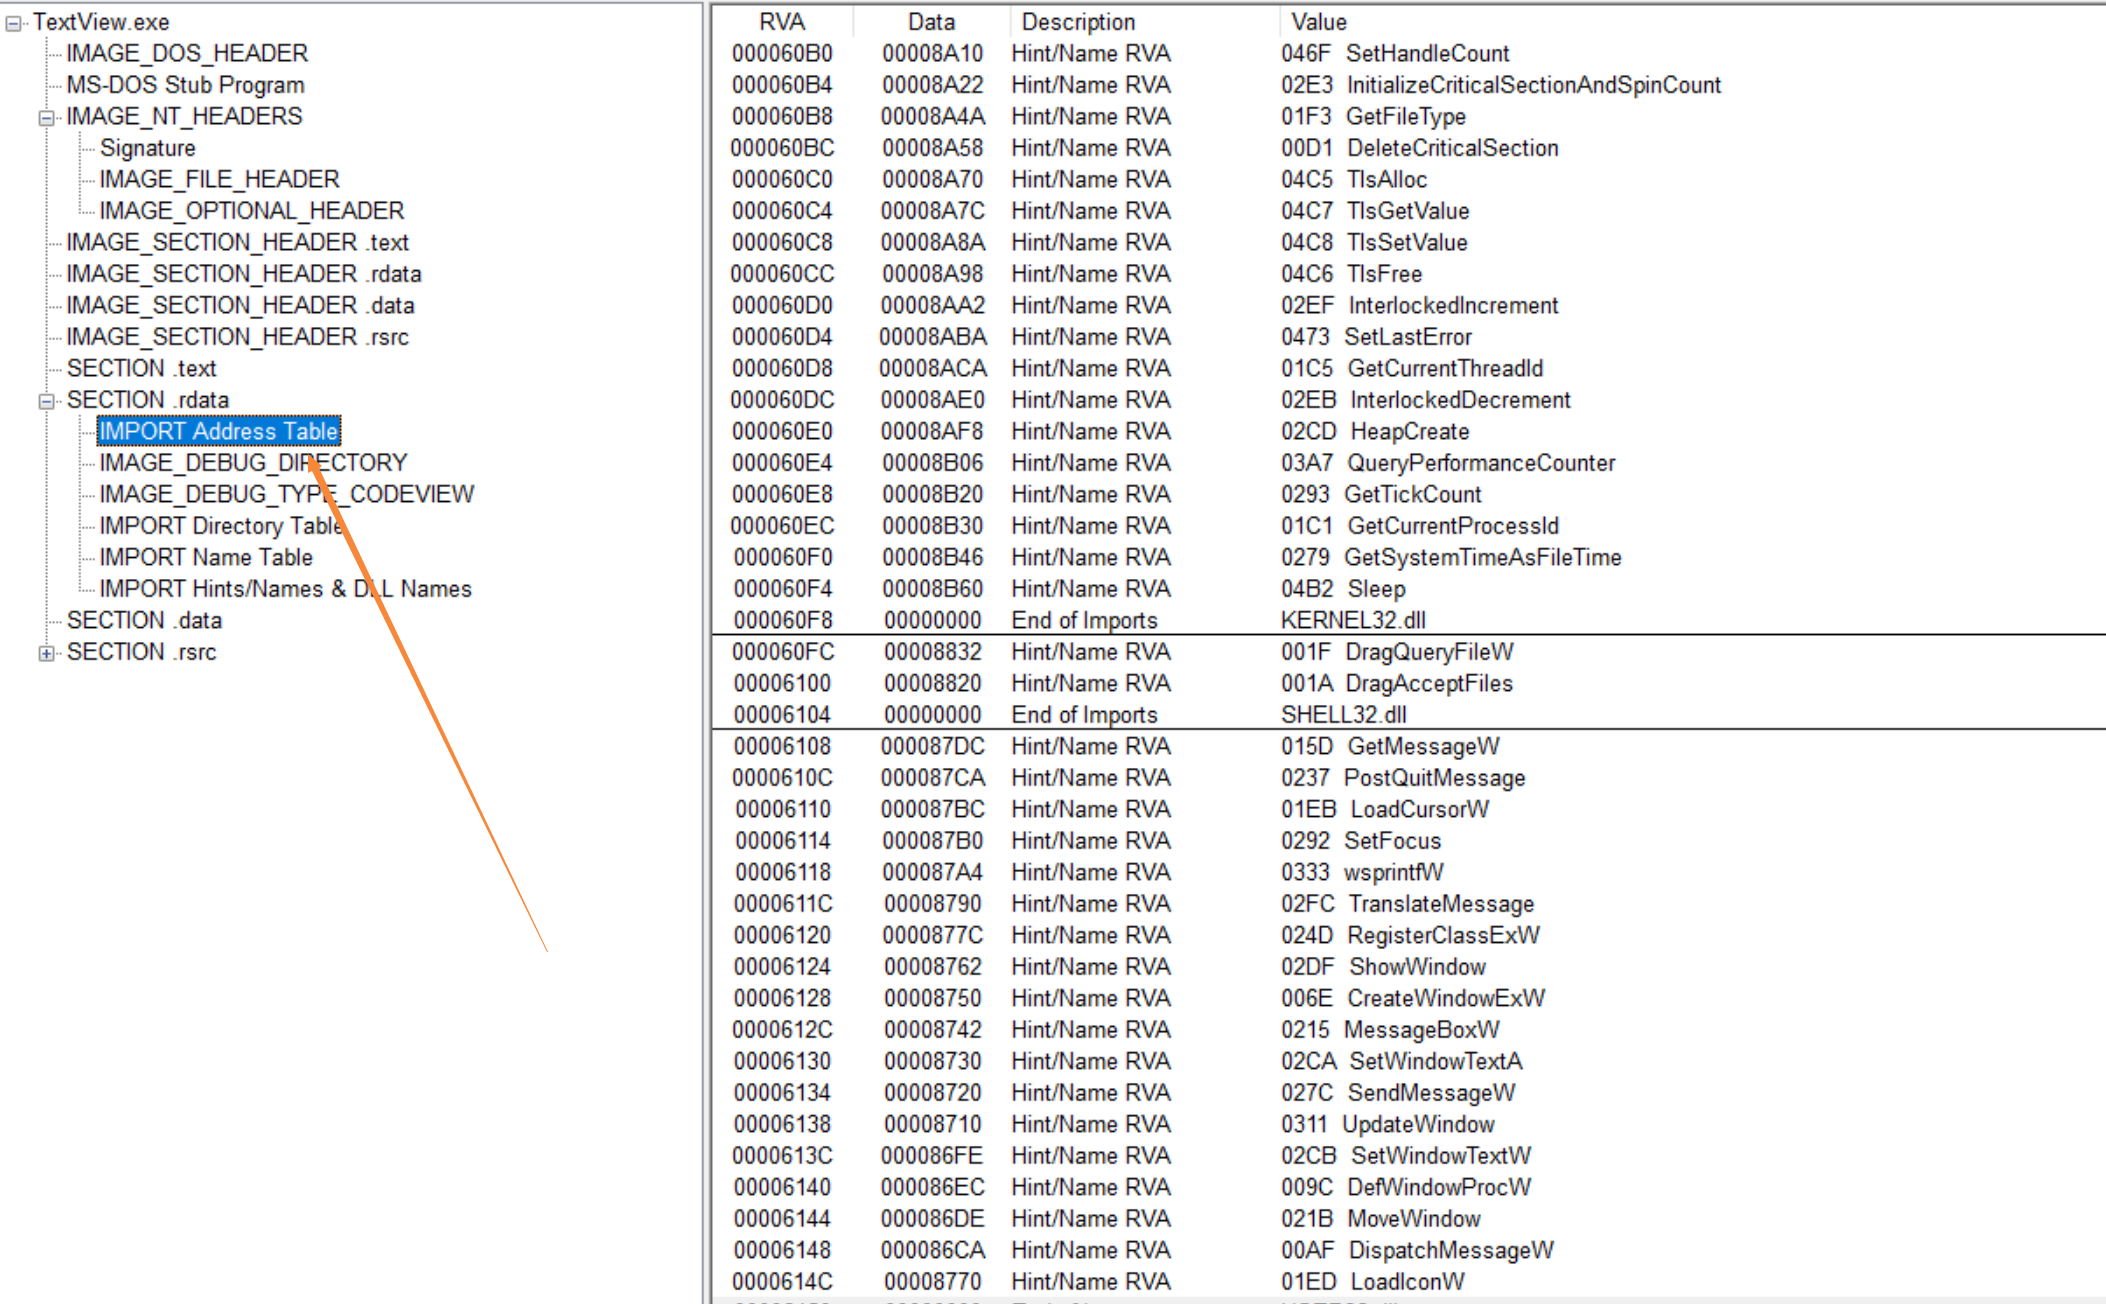 TextView.exe
IMAGE_DOS_HEADER
MS-DOS Stub Program
IMAGE_NT_HEADERS
Signature
IMAGE_FILE_HEADER
IMAGE_OPTIONAL_HEADER
IMAGE_SECTION_HEADER .text
IMAGE_SECTION_HEADER .rdata
IMAGE_SECTION_HEADER .data
IMAGE_SECTION_HEADER .rsrc
SECTION .text
SECTION .rdata
IMPORT Address Table
IMAGE_DEBUG_DIRECTORY
IMAGE_DEBUG_TYPE_CODEVIEW
IMPORT Directory Table
IMPORT Name Table
IMPORT Hints/Names & DLL Names
SECTION .data
SECTION .rsrc
RVA Data Description Value
000060B0 00008A10 Hint/Name RVA 046F SetHandleCount
000060B4 00008A22 Hint/Name RVA 02E3 InitializeCriticalSectionAndSpinCount
000060B8 00008A4A Hint/Name RVA 01F3 GetFileType
000060BC 00008A58 Hint/Name RVA 00D1 DeleteCriticalSection
000060C0 00008A70 Hint/Name RVA 04C5 TlsAlloc
000060C4 00008A7C Hint/Name RVA 04C7 TlsGetValue
000060C8 00008A8A Hint/Name RVA 04C8 TlsSetValue
000060CC 00008A98 Hint/Name RVA 04C6 TlsFree
000060D0 00008AA2 Hint/Name RVA 02EF InterlockedIncrement
000060D4 00008ABA Hint/Name RVA 0473 SetLastError
000060D8 00008ACA Hint/Name RVA 01C5 GetCurrentThreadId
000060DC 00008AE0 Hint/Name RVA 02EB InterlockedDecrement
000060E0 00008AF8 Hint/Name RVA 02CD HeapCreate
000060E4 00008B06 Hint/Name RVA 03A7 QueryPerformanceCounter
000060E8 00008B20 Hint/Name RVA 0293 GetTickCount
000060EC 00008B30 Hint/Name RVA 01C1 GetCurrentProcessId
000060F0 00008B46 Hint/Name RVA 0279 GetSystemTimeAsFileTime
000060F4 00008B60 Hint/Name RVA 04B2 Sleep
000060F8 00000000 End of Imports KERNEL32.dll
000060FC 00008832 Hint/Name RVA 001F DragQueryFileW
00006100 00008820 Hint/Name RVA 001A DragAcceptFiles
00006104 00000000 End of Imports SHELL32.dll
00006108 000087DC Hint/Name RVA 015D GetMessageW
0000610C 000087CA Hint/Name RVA 0237 PostQuitMessage
00006110 000087BC Hint/Name RVA 01EB LoadCursorW
00006114 000087B0 Hint/Name RVA 0292 SetFocus
00006118 000087A4 Hint/Name RVA 0333 wsprintfW
0000611C 00008790 Hint/Name RVA 02FC TranslateMessage
00006120 0000877C Hint/Name RVA 024D RegisterClassExW
00006124 00008762 Hint/Name RVA 02DF ShowWindow
00006128 00008750 Hint/Name RVA 006E CreateWindowExW
0000612C 00008742 Hint/Name RVA 0215 MessageBoxW
00006130 00008730 Hint/Name RVA 02CA SetWindowTextA
00006134 00008720 Hint/Name RVA 027C SendMessageW
00006138 00008710 Hint/Name RVA 0311 UpdateWindow
0000613C 000086FE Hint/Name RVA 02CB SetWindowTextW
00006140 000086EC Hint/Name RVA 009C DefWindowProcW
00006144 000086DE Hint/Name RVA 021B MoveWindow
00006148 000086CA Hint/Name RVA 00AF DispatchMessageW
0000614C 00008770 Hint/Name RVA 01ED LoadIconW